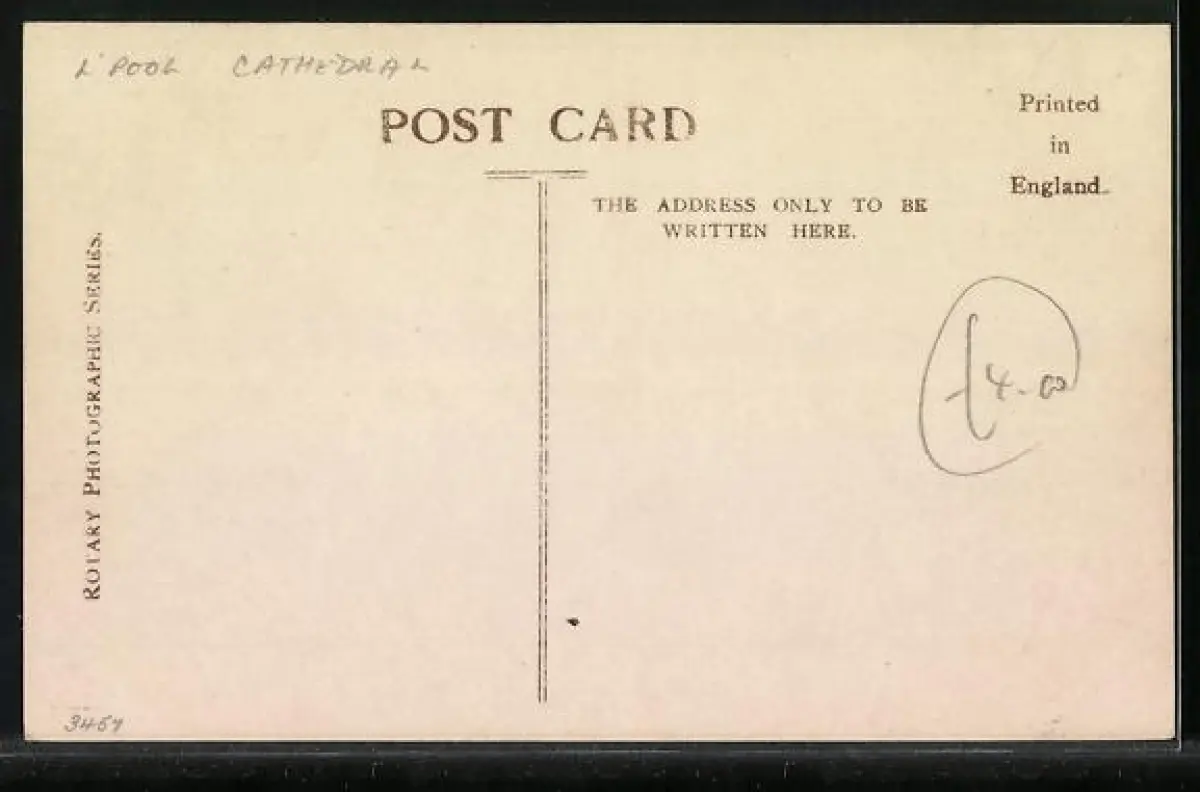 L'POOL CATHEDRAL
POST CARD
Printed
in
England.
THE ADDRESS ONLY TO BE
WRITTEN HERE.
ROTARY PHOTOGRAPHIC SERIES.
£4.00